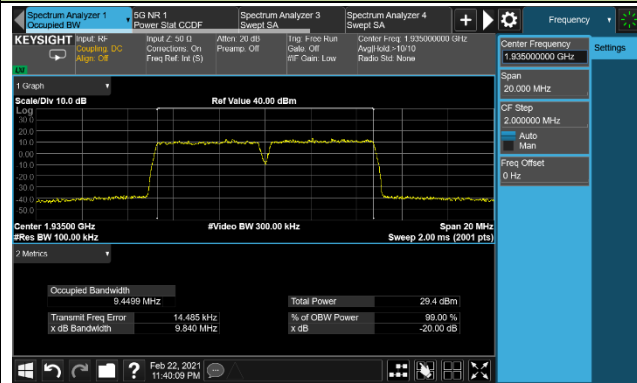 Spectrum Analyzer 1
Occupied BW
5G NR 1
Power Stat CCDF
Spectrum Analyzer 3
Swept SA
Spectrum Analyzer 4
Swept SA
Frequency
KEYSIGHT
Input: RF
Coupling: DC
Align: Off
Input Z: 50 Ω
Corrections: On
Freq Ref: Int (S)
Atten: 20 dB
Preamp: Off
Trig: Free Run
Gate: Off
#IF Gain: Low
Center Freq: 1.935000000 GHz
Avg|Hold:>10/10
Radio Std: None
Center Frequency
1.935000000 GHz
Settings
Span
20.000 MHz
CF Step
2.000000 MHz
Auto
Man
Freq Offset
0 Hz
1 Graph
Scale/Div 10.0 dB
Ref Value 40.00 dBm
Log
30.0
20.0
10.0
0.00
-10.0
-20.0
-30.0
-40.0
-50.0
Center 1.93500 GHz
#Video BW 300.00 kHz
Span 20 MHz
#Res BW 100.00 kHz
Sweep 2.00 ms (2001 pts)
2 Metrics
Occupied Bandwidth
9.4499 MHz
Total Power
29.4 dBm
Transmit Freq Error
14.485 kHz
% of OBW Power
99.00 %
x dB Bandwidth
9.840 MHz
x dB
-20.00 dB
Feb 22, 2021
11:40:09 PM